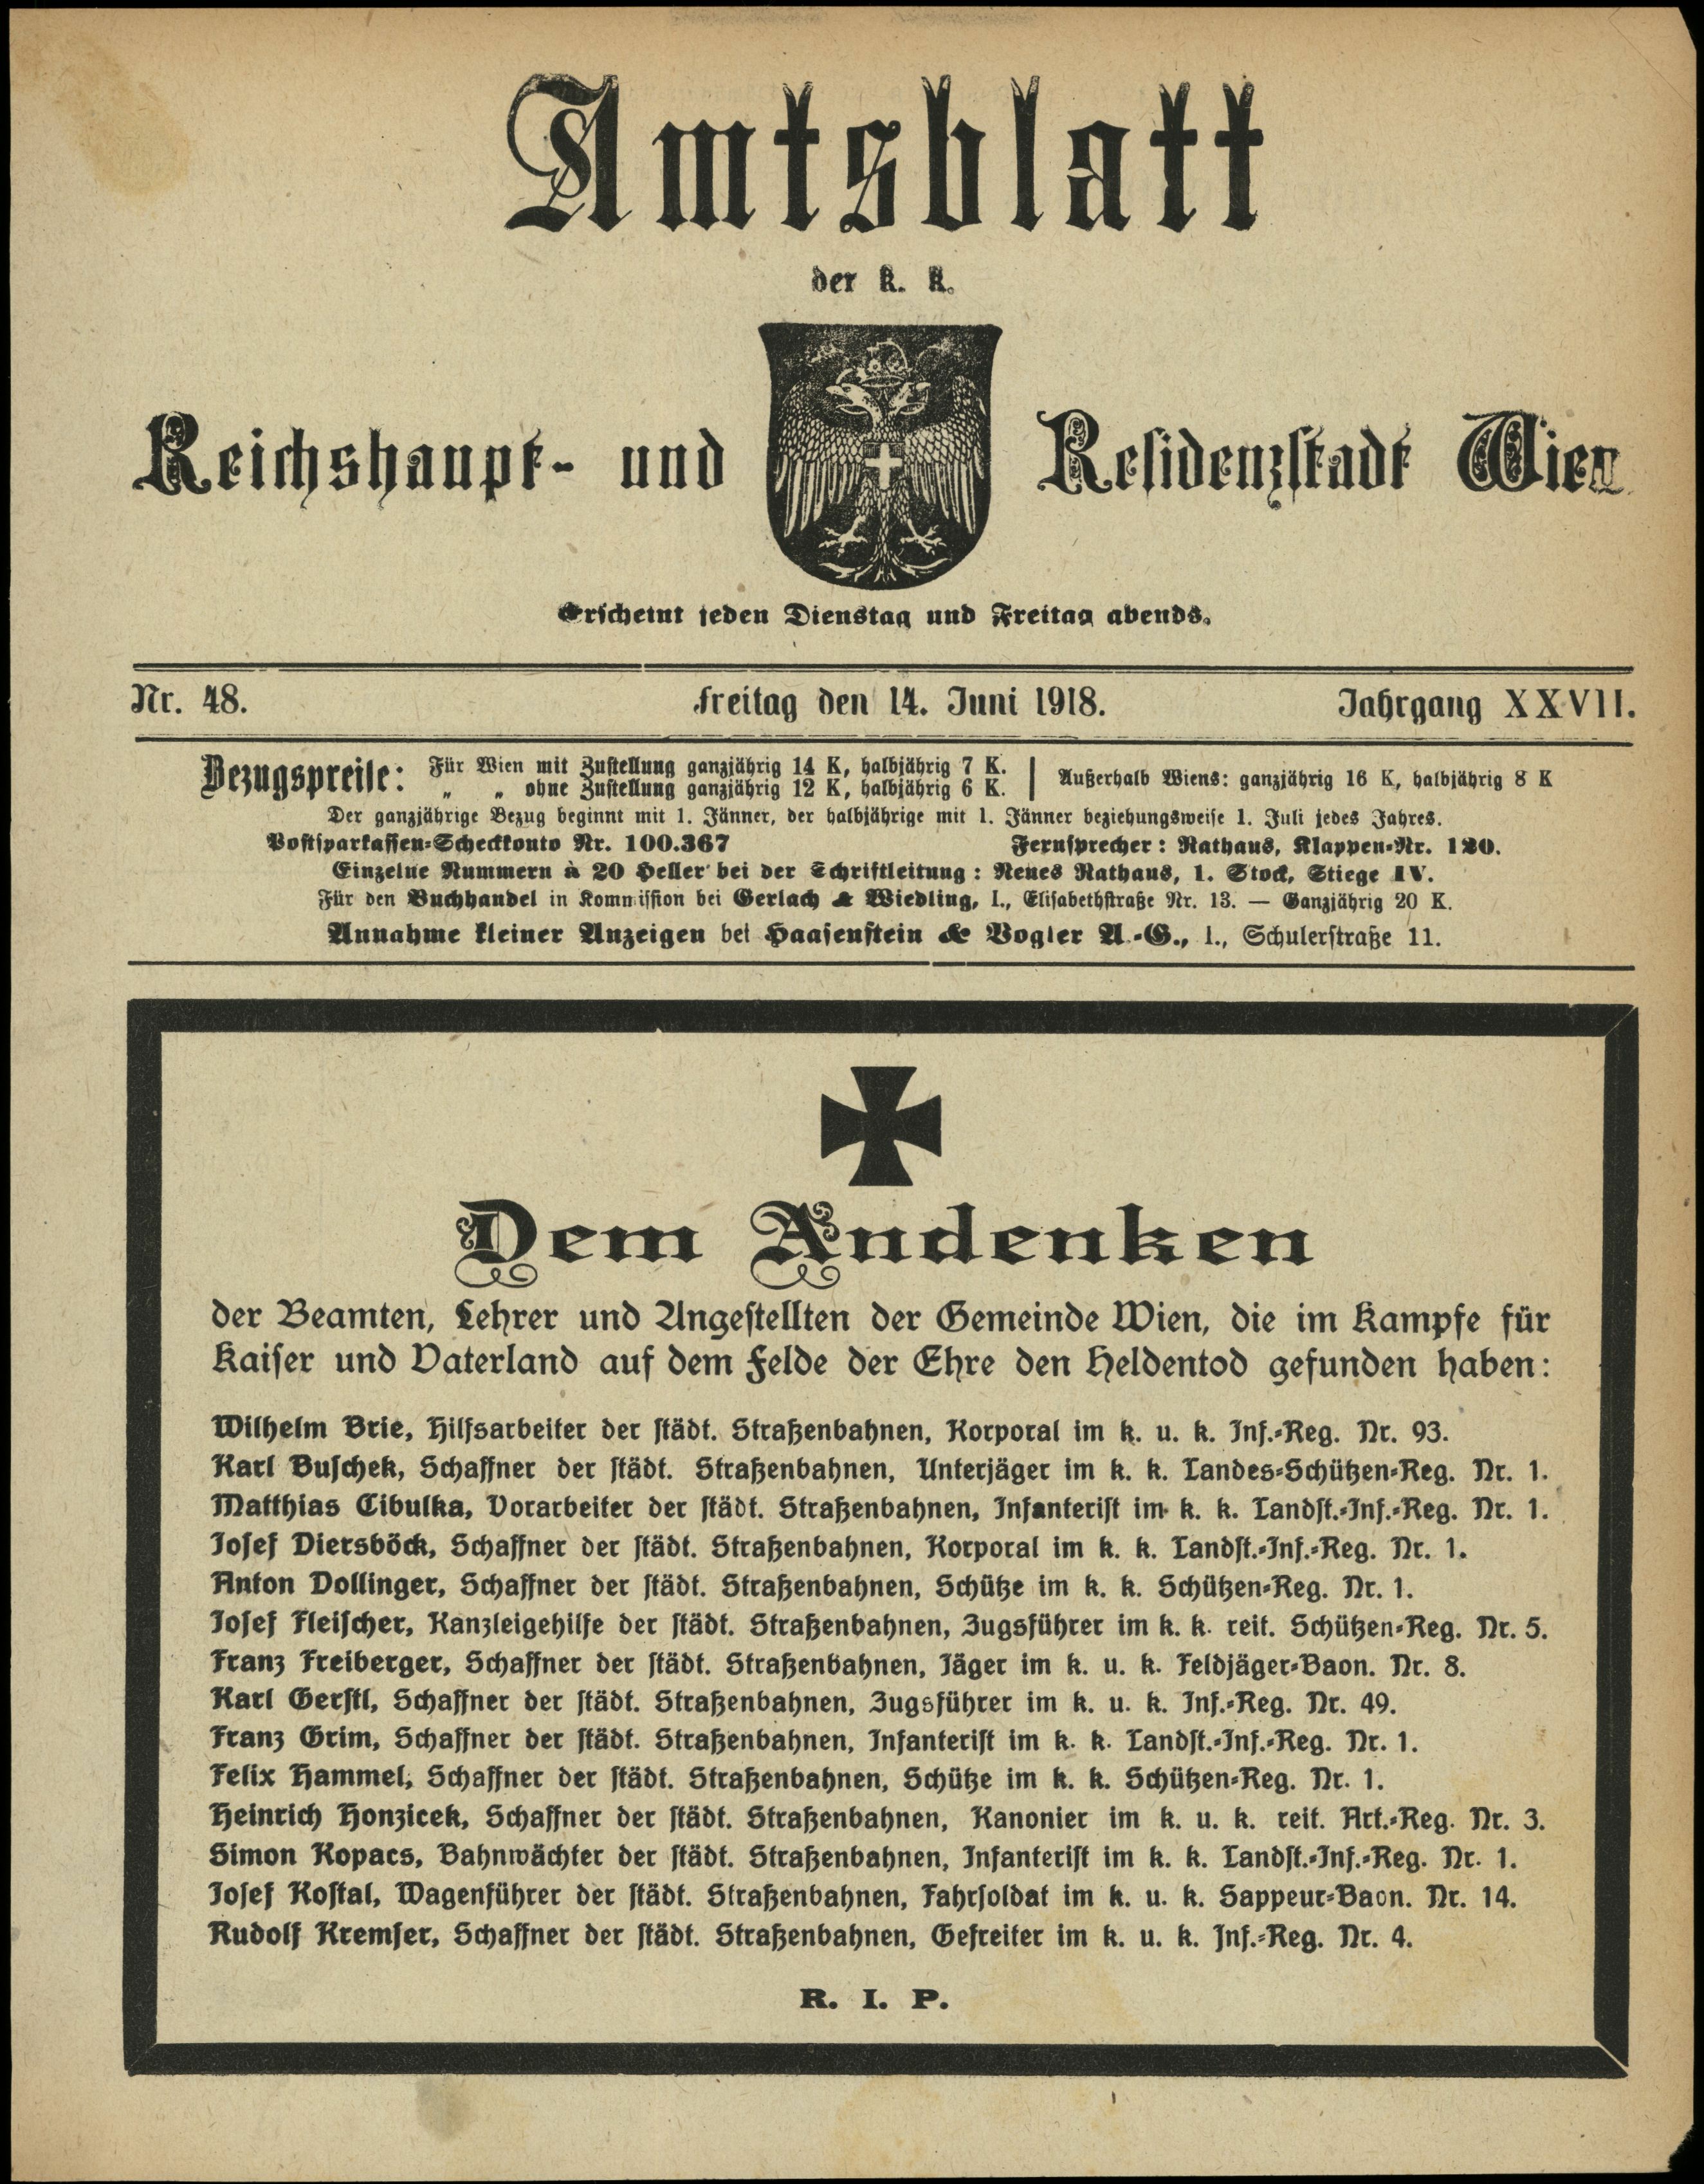 Amtsblatt
der k. k.
Reichshaupt- und Residenzstadt Wien
Erscheint jeden Dienstag und Freitag abends.
Nr. 48. Freitag den 14. Juni 1918. Jahrgang XXVII.
Bezugspreise: Für Wien mit Zustellung ganzjährig 14 K, halbjährig 7 K.
„ „ ohne Zustellung ganzjährig 12 K, halbjährig 6 K.
Außerhalb Wiens: ganzjährig 16 K, halbjährig 8 K
Der ganzjährige Bezug beginnt mit 1. Jänner, der halbjährige mit 1. Jänner beziehungsweise 1. Juli jedes Jahres.
Postsparkassen-Scheckkonto Nr. 100.367 Fernsprecher: Rathaus, Klappen-Nr. 120.
Einzelne Nummern à 20 Heller bei der Schriftleitung: Neues Rathaus, 1. Stock, Stiege IV.
Für den Buchhandel in Kommission bei Gerlach & Wiedling, I., Elisabethstraße Nr. 13. — Ganzjährig 20 K.
Annahme kleiner Anzeigen bei Haasenstein & Vogler A.-G., I., Schulerstraße 11.
Dem Andenken
der Beamten, Lehrer und Angestellten der Gemeinde Wien, die im Kampfe für
Kaiser und Vaterland auf dem Felde der Ehre den Heldentod gefunden haben:
Wilhelm Brie, Hilfsarbeiter der städt. Straßenbahnen, Korporal im k. u. k. Inf.-Reg. Nr. 93.
Karl Buschek, Schaffner der städt. Straßenbahnen, Unterjäger im k. k. Landes-Schützen-Reg. Nr. 1.
Matthias Cibulka, Vorarbeiter der städt. Straßenbahnen, Infanterist im k. k. Landst.-Inf.-Reg. Nr. 1.
Josef Diersböck, Schaffner der städt. Straßenbahnen, Korporal im k. k. Landst.-Inf.-Reg. Nr. 1.
Anton Dollinger, Schaffner der städt. Straßenbahnen, Schütze im k. k. Schützen-Reg. Nr. 1.
Josef Fleischer, Kanzleigehilfe der städt. Straßenbahnen, Zugsführer im k. k. reit. Schützen-Reg. Nr. 5.
Franz Freiberger, Schaffner der städt. Straßenbahnen, Jäger im k. u. k. Feldjäger-Baon. Nr. 8.
Karl Gerstl, Schaffner der städt. Straßenbahnen, Zugsführer im k. u. k. Inf.-Reg. Nr. 49.
Franz Grim, Schaffner der städt. Straßenbahnen, Infanterist im k. k. Landst.-Inf.-Reg. Nr. 1.
Felix Hammel, Schaffner der städt. Straßenbahnen, Schütze im k. k. Schützen-Reg. Nr. 1.
Heinrich Honzicek, Schaffner der städt. Straßenbahnen, Kanonier im k. u. k. reit. Art.-Reg. Nr. 3.
Simon Kopacs, Bahnwächter der städt. Straßenbahnen, Infanterist im k. k. Landst.-Inf.-Reg. Nr. 1.
Josef Kostal, Wagenführer der städt. Straßenbahnen, Fahrsoldat im k. u. k. Sappeur-Baon. Nr. 14.
Rudolf Kremser, Schaffner der städt. Straßenbahnen, Gefreiter im k. u. k. Inf.-Reg. Nr. 4.
R. I. P.